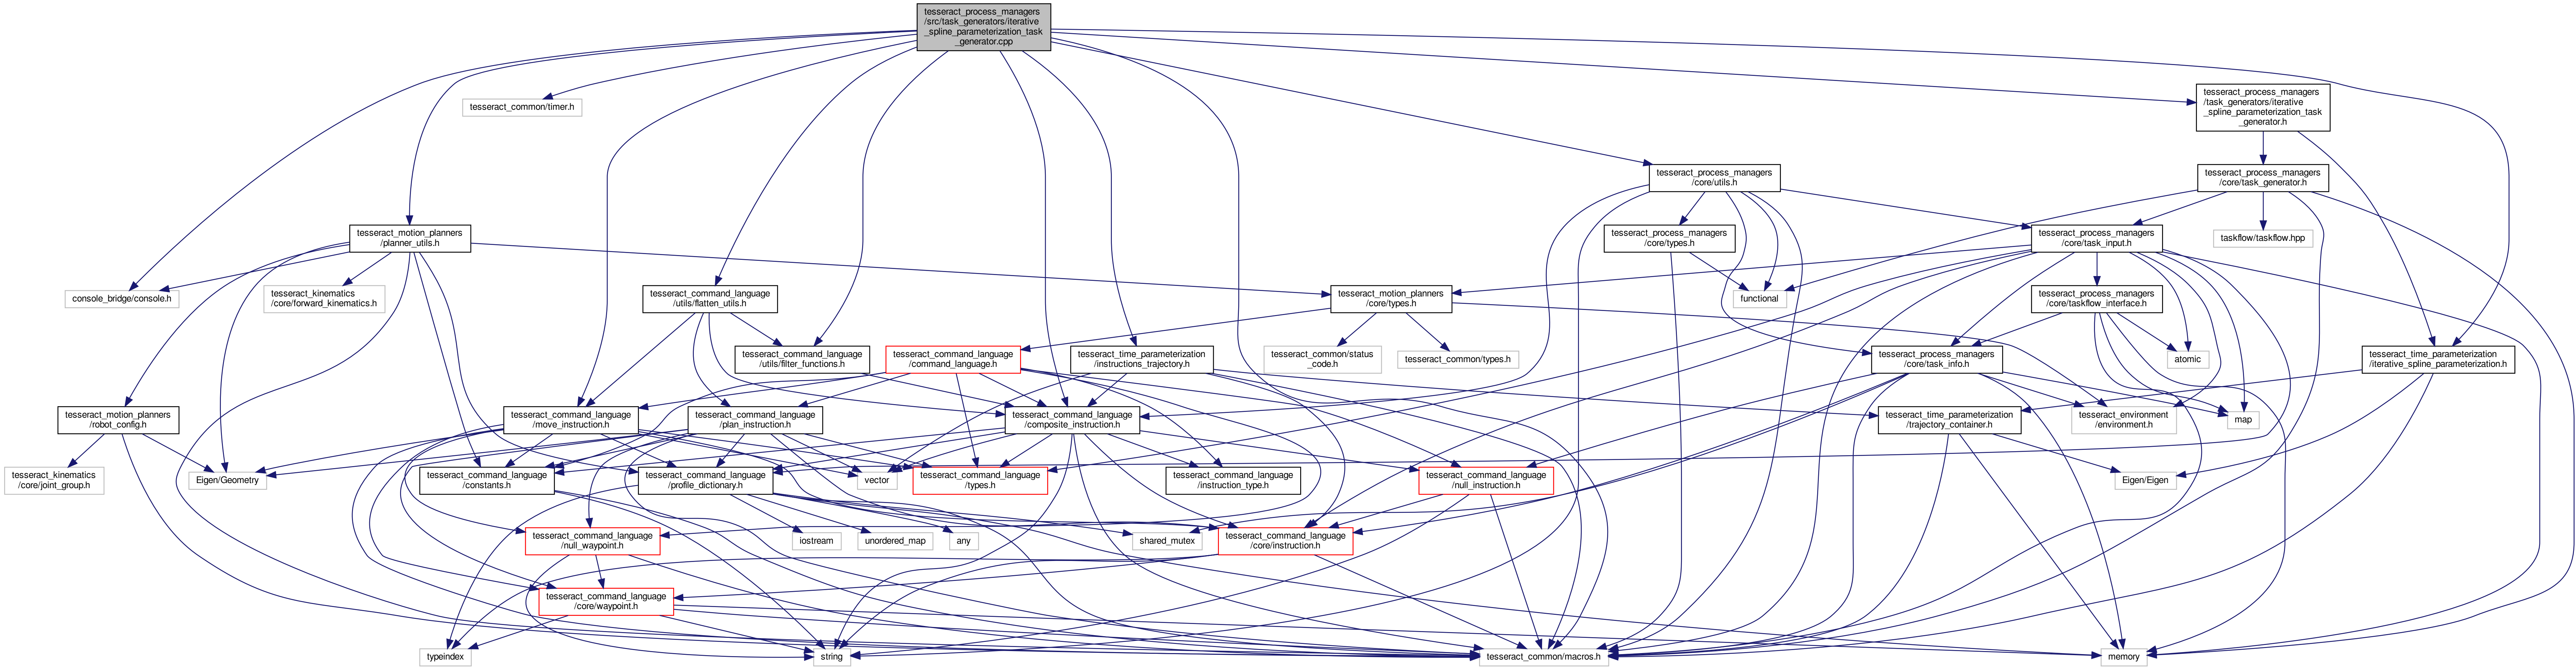 tesseract_process_managers
/src/task_generators/iterative
_spline_parameterization_task
_generator.cpp
tesseract_common/timer.h
tesseract_process_managers
/task_generators/iterative
_spline_parameterization_task
_generator.h
tesseract_process_managers
/core/utils.h
tesseract_process_managers
/core/task_generator.h
tesseract_motion_planners
/planner_utils.h
tesseract_process_managers
/core/types.h
tesseract_process_managers
/core/task_input.h
taskflow/taskflow.hpp
console_bridge/console.h
tesseract_kinematics
/core/forward_kinematics.h
tesseract_command_language
/utils/flatten_utils.h
tesseract_motion_planners
/core/types.h
functional
tesseract_process_managers
/core/taskflow_interface.h
tesseract_command_language
/utils/filter_functions.h
tesseract_command_language
/command_language.h
tesseract_time_parameterization
/instructions_trajectory.h
tesseract_common/status
_code.h
tesseract_common/types.h
tesseract_process_managers
/core/task_info.h
atomic
tesseract_time_parameterization
/iterative_spline_parameterization.h
tesseract_motion_planners
/robot_config.h
tesseract_command_language
/move_instruction.h
tesseract_command_language
/plan_instruction.h
tesseract_command_language
/composite_instruction.h
tesseract_time_parameterization
/trajectory_container.h
tesseract_environment
/environment.h
map
tesseract_kinematics
/core/joint_group.h
Eigen/Geometry
tesseract_command_language
/constants.h
tesseract_command_language
/profile_dictionary.h
vector
tesseract_command_language
/types.h
tesseract_command_language
/instruction_type.h
tesseract_command_language
/null_instruction.h
Eigen/Eigen
tesseract_command_language
/null_waypoint.h
iostream
unordered_map
any
shared_mutex
tesseract_command_language
/core/instruction.h
tesseract_command_language
/core/waypoint.h
typeindex
string
tesseract_common/macros.h
memory